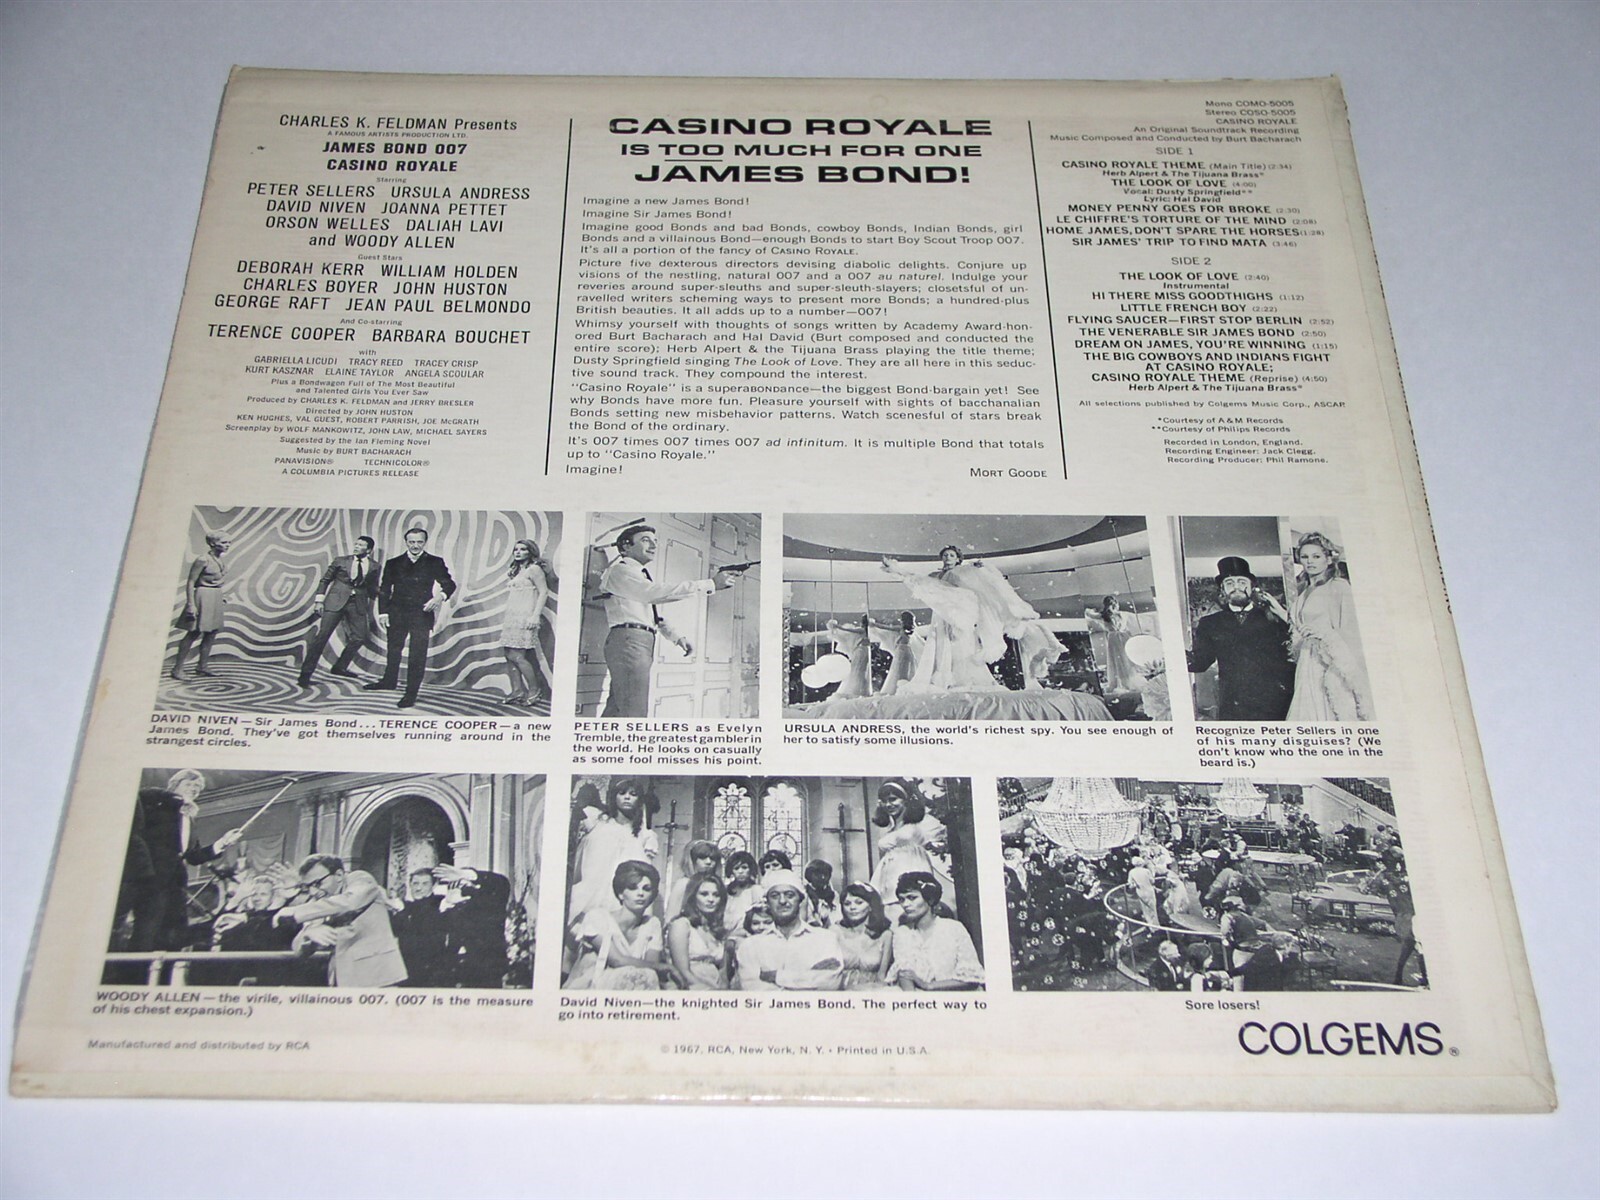 CHARLES K. FELDMAN Presents
A FAMOUS ARTISTS PRODUCTION LTD.
JAMES BOND 007
CASINO ROYALE
Starring
PETER SELLERS URSULA ANDRESS
DAVID NIVEN JOANNA PETTET
ORSON WELLES DALIAH LAVI
and WOODY ALLEN
Guest Stars
DEBORAH KERR WILLIAM HOLDEN
CHARLES BOYER JOHN HUSTON
GEORGE RAFT JEAN PAUL BELMONDO
And Co-starring
TERENCE COOPER BARBARA BOUCHET
with
GABRIELLA LICUDI TRACY REED TRACEY CRISP
KURT KASZNAR ELAINE TAYLOR ANGELA SCOULAR
Plus a Bondwagon Full of The Most Beautiful
and Talented Girls You Ever Saw
Produced by CHARLES K. FELDMAN and JERRY BRESLER
Directed by JOHN HUSTON
KEN HUGHES, VAL GUEST, ROBERT PARRISH, JOE McGRATH
Screenplay by WOLF MANKOWITZ, JOHN LAW, MICHAEL SAYERS
Suggested by the Ian Fleming Novel
Music by BURT BACHARACH
PANAVISION® TECHNICOLOR®
A COLUMBIA PICTURES RELEASE
CASINO ROYALE
IS TOO MUCH FOR ONE
JAMES BOND!
Imagine a new James Bond!
Imagine Sir James Bond!
Imagine good Bonds and bad Bonds, cowboy Bonds, Indian Bonds, girl
Bonds and a villainous Bond—enough Bonds to start Boy Scout Troop 007.
It's all a portion of the fancy of CASINO ROYALE.
Picture five dexterous directors devising diabolic delights. Conjure up
visions of the nestling, natural 007 and a 007 au naturel. Indulge your
reveries around super-sleuths and super-sleuth-slayers; closetsful of un-
ravelled writers scheming ways to present more Bonds; a hundred-plus
British beauties. It all adds up to a number—007!
Whimsy yourself with thoughts of songs written by Academy Award-hon-
ored Burt Bacharach and Hal David (Burt composed and conducted the
entire score); Herb Alpert & the Tijuana Brass playing the title theme;
Dusty Springfield singing The Look of Love. They are all here in this seduc-
tive sound track. They compound the interest.
"Casino Royale" is a superABONDance—the biggest Bond-bargain yet! See
why Bonds have more fun. Pleasure yourself with sights of bacchanalian
Bonds setting new misbehavior patterns. Watch scenesful of stars break
the Bond of the ordinary.
It's 007 times 007 times 007 ad infinitum. It is multiple Bond that totals
up to "Casino Royale."
Imagine!
MORT GOODE
Mono COMO-5005
Stereo COSO-5005
CASINO ROYALE
An Original Soundtrack Recording
Music Composed and Conducted by Burt Bacharach
SIDE 1
CASINO ROYALE THEME (Main Title) (2:34)
Herb Alpert & The Tijuana Brass*
THE LOOK OF LOVE (4:00)
Vocal: Dusty Springfield**
Lyric: Hal David
MONEY PENNY GOES FOR BROKE (2:30)
LE CHIFFRE'S TORTURE OF THE MIND (2:08)
HOME JAMES, DON'T SPARE THE HORSES (1:28)
SIR JAMES' TRIP TO FIND MATA (3:46)
SIDE 2
THE LOOK OF LOVE (2:40)
Instrumental
HI THERE MISS GOODTHIGHS (1:12)
LITTLE FRENCH BOY (2:22)
FLYING SAUCER—FIRST STOP BERLIN (2:52)
THE VENERABLE SIR JAMES BOND (2:50)
DREAM ON JAMES, YOU'RE WINNING (1:15)
THE BIG COWBOYS AND INDIANS FIGHT
AT CASINO ROYALE;
CASINO ROYALE THEME (Reprise) (4:50)
Herb Alpert & The Tijuana Brass*
All selections published by Colgems Music Corp., ASCAP.
*Courtesy of A & M Records
**Courtesy of Philips Records
Recorded in London, England.
Recording Engineer: Jack Clegg.
Recording Producer: Phil Ramone.
DAVID NIVEN—Sir James Bond...TERENCE COOPER—a new
James Bond. They've got themselves running around in the
strangest circles.
PETER SELLERS as Evelyn
Tremble, the greatest gambler in
the world. He looks on casually
as some fool misses his point.
URSULA ANDRESS, the world's richest spy. You see enough of
her to satisfy some illusions.
Recognize Peter Sellers in one
of his many disguises? (We
don't know who the one in the
beard is.)
WOODY ALLEN—the virile, villainous 007. (007 is the measure
of his chest expansion.)
David Niven—the knighted Sir James Bond. The perfect way to
go into retirement.
Sore losers!
COLGEMS®
Manufactured and distributed by RCA
© 1967, RCA, New York, N. Y. • Printed in U.S.A.